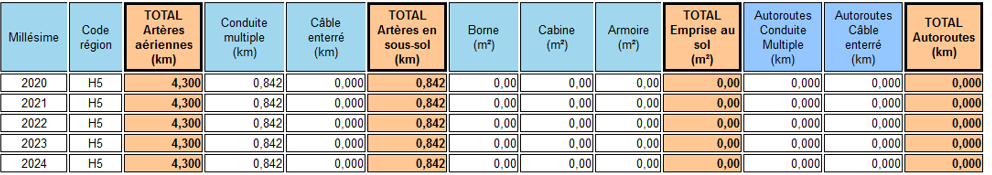 Millésime Code région TOTAL Artères aériennes (km) Conduite multiple (km) Câble enterré (km) TOTAL Artères en sous-sol (km) Borne (m²) Cabine (m²) Armoire (m²) TOTAL Emprise au sol (m²) Autoroutes Conduite Multiple (km) Autoroutes Câble enterré (km) TOTAL Autoroutes (km)
2020 H5 4,300 0,842 0,000 0,842 0,00 0,00 0,00 0,00 0,000 0,000 0,000
2021 H5 4,300 0,842 0,000 0,842 0,00 0,00 0,00 0,00 0,000 0,000 0,000
2022 H5 4,300 0,842 0,000 0,842 0,00 0,00 0,00 0,00 0,000 0,000 0,000
2023 H5 4,300 0,842 0,000 0,842 0,00 0,00 0,00 0,00 0,000 0,000 0,000
2024 H5 4,300 0,842 0,000 0,842 0,00 0,00 0,00 0,00 0,000 0,000 0,000